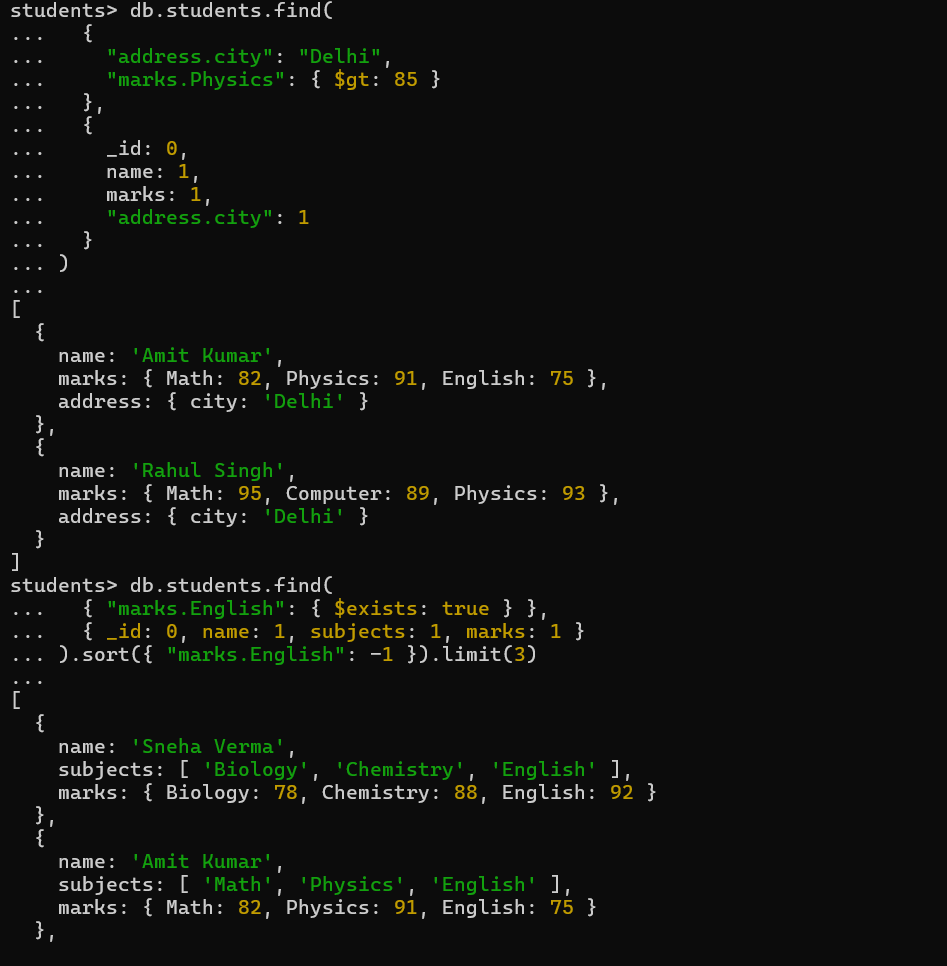 students> db.students.find(
...   {
...     "address.city": "Delhi",
...     "marks.Physics": { $gt: 85 }
...   },
...   {
...     _id: 0,
...     name: 1,
...     marks: 1,
...     "address.city": 1
...   }
... )
...
[
  {
    name: 'Amit Kumar',
    marks: { Math: 82, Physics: 91, English: 75 },
    address: { city: 'Delhi' }
  },
  {
    name: 'Rahul Singh',
    marks: { Math: 95, Computer: 89, Physics: 93 },
    address: { city: 'Delhi' }
  }
]
students> db.students.find(
...   { "marks.English": { $exists: true } },
...   { _id: 0, name: 1, subjects: 1, marks: 1 }
... ).sort({ "marks.English": -1 }).limit(3)
...
[
  {
    name: 'Sneha Verma',
    subjects: [ 'Biology', 'Chemistry', 'English' ],
    marks: { Biology: 78, Chemistry: 88, English: 92 }
  },
  {
    name: 'Amit Kumar',
    subjects: [ 'Math', 'Physics', 'English' ],
    marks: { Math: 82, Physics: 91, English: 75 }
  },